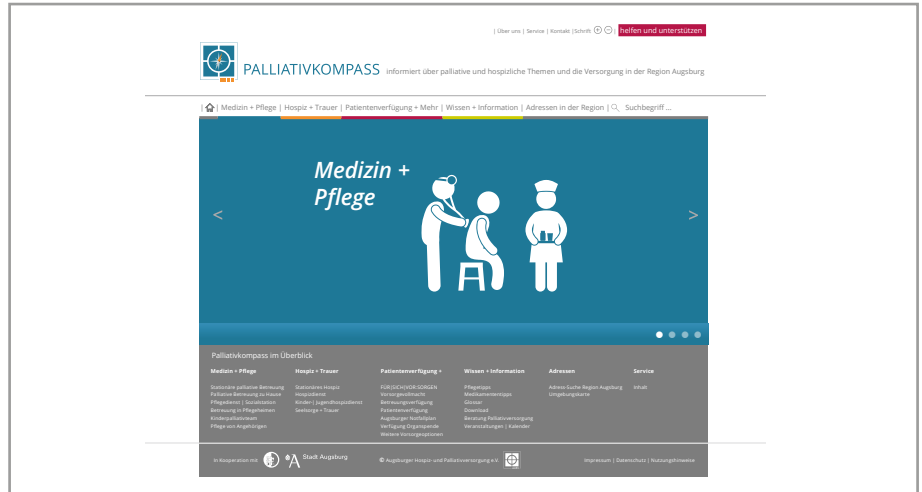 | Über uns | Service | Kontakt |Schrift + − | helfen und unterstützen
PALLIATIVKOMPASS informiert über palliative und hospizliche Themen und die Versorgung in der Region Augsburg
| | Medizin + Pflege | Hospiz + Trauer | Patientenverfügung + Mehr | Wissen + Information | Adressen in der Region | Suchbegriff ...
Medizin +
Pflege
< >
Palliativkompass im Überblick
Medizin + Pflege
Stationäre palliative Betreuung
Palliative Betreuung zu Hause
Pflegedienst | Sozialstation
Betreuung in Pflegeheimen
Kinderpalliativteam
Pflege von Angehörigen
Hospiz + Trauer
Stationäres Hospiz
Hospizdienst
Kinder-| Jugendhospizdienst
Seelsorge + Trauer
Patientenverfügung +
FÜR|SICH|VOR|SORGEN
Vorsorgevollmacht
Betreuungsverfügung
Patientenverfügung
Augsburger Notfallplan
Verfügung Organspende
Weitere Vorsorgeoptionen
Wissen + Information
Pflegetipps
Medikamententipps
Glossar
Download
Beratung Palliativversorgung
Veranstaltungen | Kalender
Adressen
Adress-Suche Region Augsburg
Umgebungskarte
Service
Inhalt
In Kooperation mit A Stadt Augsburg © Augsburger Hospiz- und Palliativversorgung e.V. Impressum | Datenschutz | Nutzungshinweise